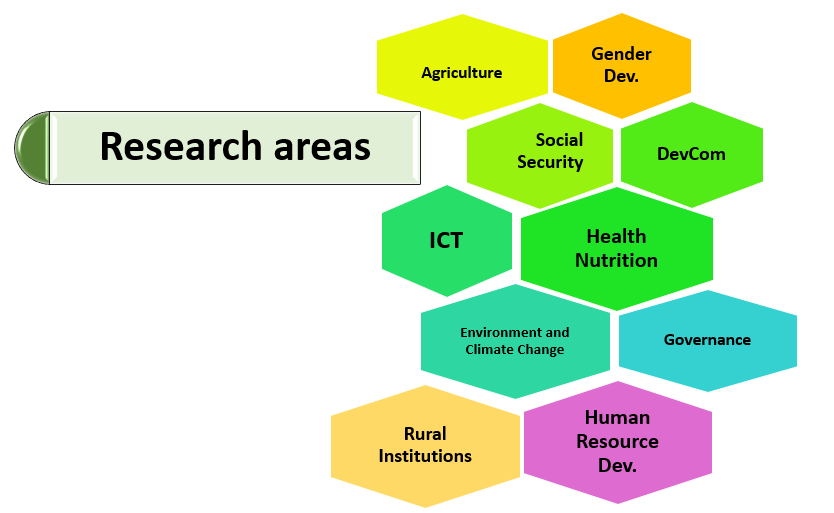 Research areas
Agriculture
Gender
Dev.
Social
Security
DevCom
ICT
Health
Nutrition
Environment and
Climate Change
Governance
Rural
Institutions
Human
Resource
Dev.